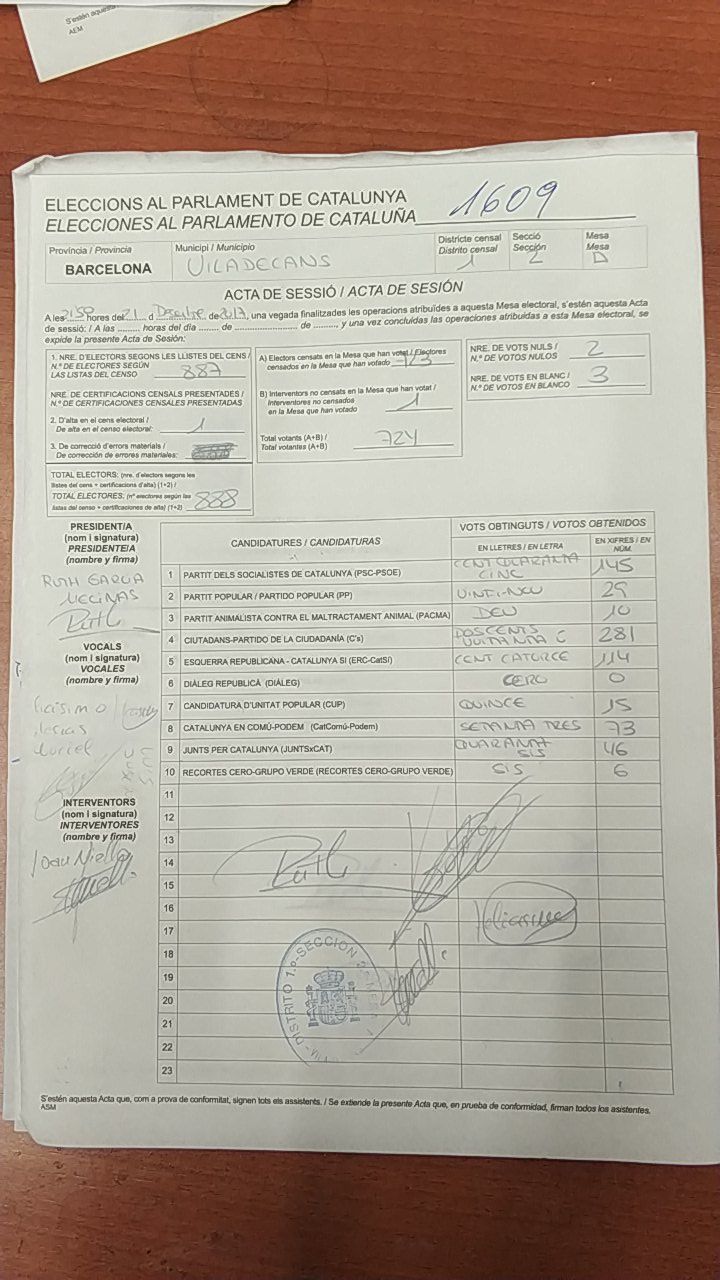 S'estén aquesta
AEM
ELECCIONS AL PARLAMENT DE CATALUNYA
ELECCIONES AL PARLAMENTO DE CATALUÑA 1609
Província / Provincia
BARCELONA
Municipi / Municipio
VILADECANS
Districte censal
Distrito censal
1
Secció
Sección
2
Mesa
Mesa
ACTA DE SESSIÓ / ACTA DE SESIÓN
A les 21:50 hores del 21 d Desembre de 2017, una vegada finalitzades les operacions atribuïdes a aquesta Mesa electoral, s'estén aquesta Acta
de sessió: / A las ........ horas del día ....... de ........................ de ........, y una vez concluidas las operaciones atribuidas a esta Mesa electoral, se
expide la presente Acta de Sesión:
1. NRE. D'ELECTORS SEGONS LES LLISTES DEL CENS /
N.º DE ELECTORES SEGÚN
LAS LISTAS DEL CENSO 887
NRE. DE CERTIFICACIONS CENSALS PRESENTADES /
N.º DE CERTIFICACIONES CENSALES PRESENTADAS
2. D'alta en el cens electoral /
De alta en el censo electoral: 1
3. De correcció d'errors materials /
De corrección de errores materiales:
TOTAL ELECTORS: (nre. d'electors segons les
llistes del cens + certificacions d'alta) (1+2) /
TOTAL ELECTORES: (nº electores según las
listas del censo + certificaciones de alta) (1+2) 888
A) Electors censats en la Mesa que han votat / Electores
censados en la Mesa que han votado 723
B) Interventors no censats en la Mesa que han votat /
Interventores no censados
en la Mesa que han votado 1
Total votants (A+B) /
Total votantes (A+B) 724
NRE. DE VOTS NULS /
N.º DE VOTOS NULOS 2
NRE. DE VOTS EN BLANC /
N.º DE VOTOS EN BLANCO 3
PRESIDENT/A
(nom i signatura)
PRESIDENTE/A
(nombre y firma)
RUTH GARCIA
MECINAS
Ruth
VOCALS
(nom i signatura)
VOCALES
(nombre y firma)
INTERVENTORS
(nom i signatura)
INTERVENTORES
(nombre y firma)
Joan
CANDIDATURES / CANDIDATURAS
VOTS OBTINGUTS / VOTOS OBTENIDOS
EN LLETRES / EN LETRA
EN XIFRES / EN NÚM.
1 PARTIT DELS SOCIALISTES DE CATALUNYA (PSC-PSOE) CENT QUARANTA CINC 145
2 PARTIT POPULAR / PARTIDO POPULAR (PP) VINT-I-NOU 29
3 PARTIT ANIMALISTA CONTRA EL MALTRACTAMENT ANIMAL (PACMA) DEU 10
4 CIUTADANS-PARTIDO DE LA CIUDADANÍA (C's) DOSCENTS VUITANTA 281
5 ESQUERRA REPUBLICANA - CATALUNYA SI (ERC-CatSí) CENT CATORCE 114
6 DIÀLEG REPUBLICÀ (DIÀLEG) CERO 0
7 CANDIDATURA D'UNITAT POPULAR (CUP) QUINCE 15
8 CATALUNYA EN COMÚ-PODEM (CatComú-Podem) SETANTA TRES 73
9 JUNTS PER CATALUNYA (JUNTSxCAT) QUARANTA SIS 46
10 RECORTES CERO-GRUPO VERDE (RECORTES CERO-GRUPO VERDE) SIS 6
11
12
13
14
15
16
17
18
19
20
21
22
23
Ruth
DISTRITO 1.º-SECCION 2
S'estén aquesta Acta que, com a prova de conformitat, signen tots els assistents. / Se extiende la presente Acta que, en prueba de conformidad, firman todos los asistentes.
ASM